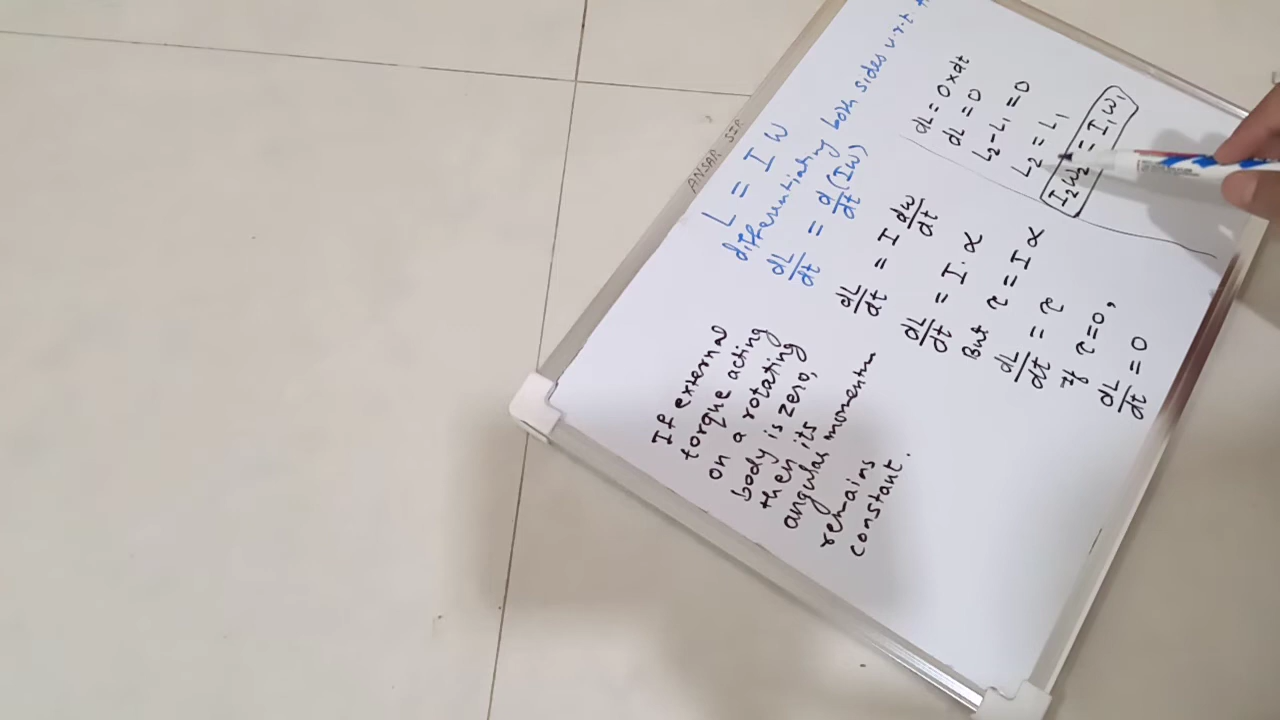 If external
torque acting
on a rotating
body is zero,
then its
angular momentum
remains
constant.
ANSAR SIR
L = I ω
differentiating both sides w.r.t
dL/dt = d/dt (Iω)
dL/dt = I dω/dt
dL/dt = I . α
But τ = I α
dL/dt = τ
If τ = 0,
dL/dt = 0
dL = 0 x dt
dL = 0
L₂ - L₁ = 0
L₂ = L₁
I₂ω₂ = I₁ω₁